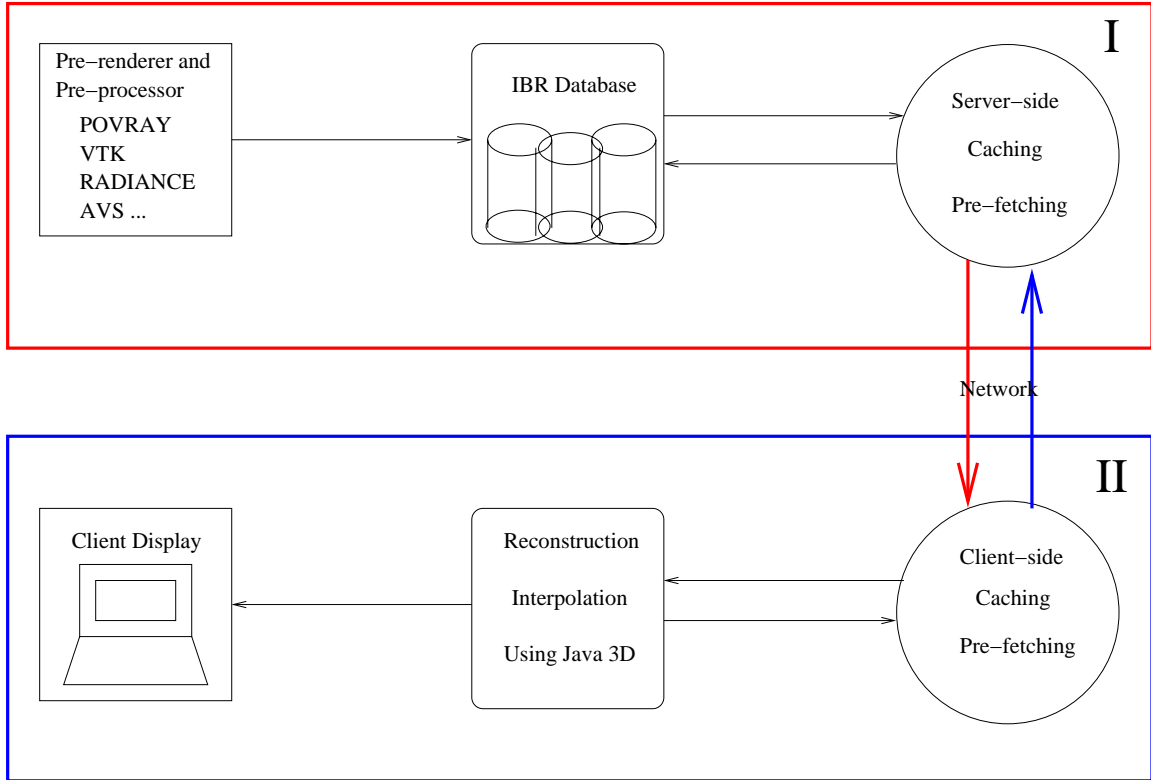 I
Pre−renderer and
Pre−processor
POVRAY
VTK
RADIANCE
AVS ...
IBR Database
Server−side
Caching
Pre−fetching
Network
II
Client Display
Reconstruction
Interpolation
Using Java 3D
Client−side
Caching
Pre−fetching